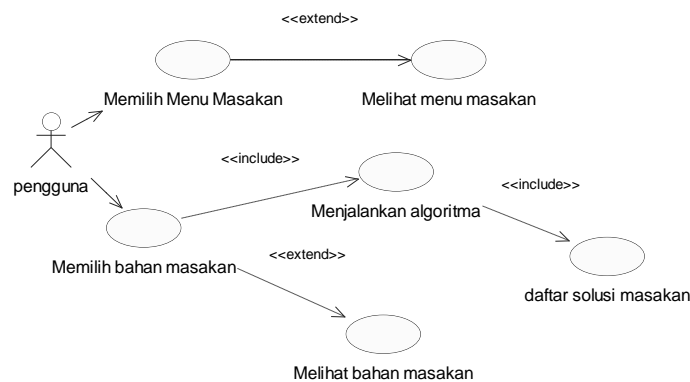 <<extend>>
Memilih Menu Masakan
Melihat menu masakan
pengguna
<<include>>
Menjalankan algoritma
<<include>>
Memilih bahan masakan
<<extend>>
daftar solusi masakan
Melihat bahan masakan